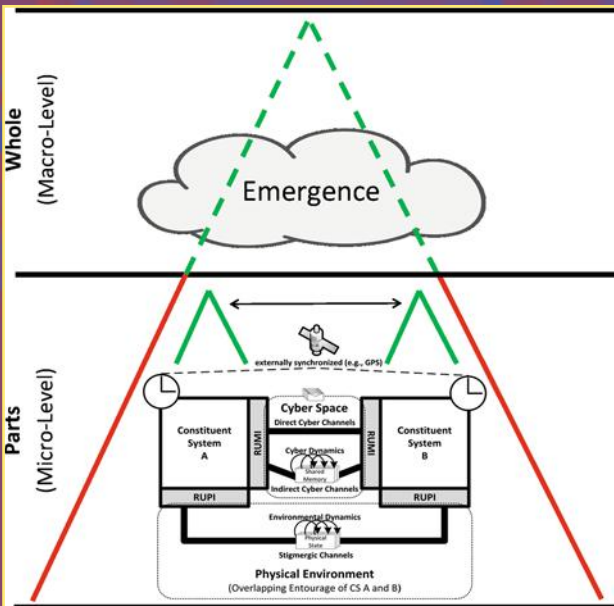 Whole
(Macro-Level)
Emergence
Parts
(Micro-Level)
externally synchronized (e.g., GPS)
Constituent
System
A
RUMI
RUPI
Cyber Space
Direct Cyber Channels
Cyber Dynamics
Shared
Memory
Indirect Cyber Channels
RUMI
Constituent
System
B
RUPI
Environmental Dynamics
Physical
State
Stigmergic Channels
Physical Environment
(Overlapping Entourage of CS A and B)